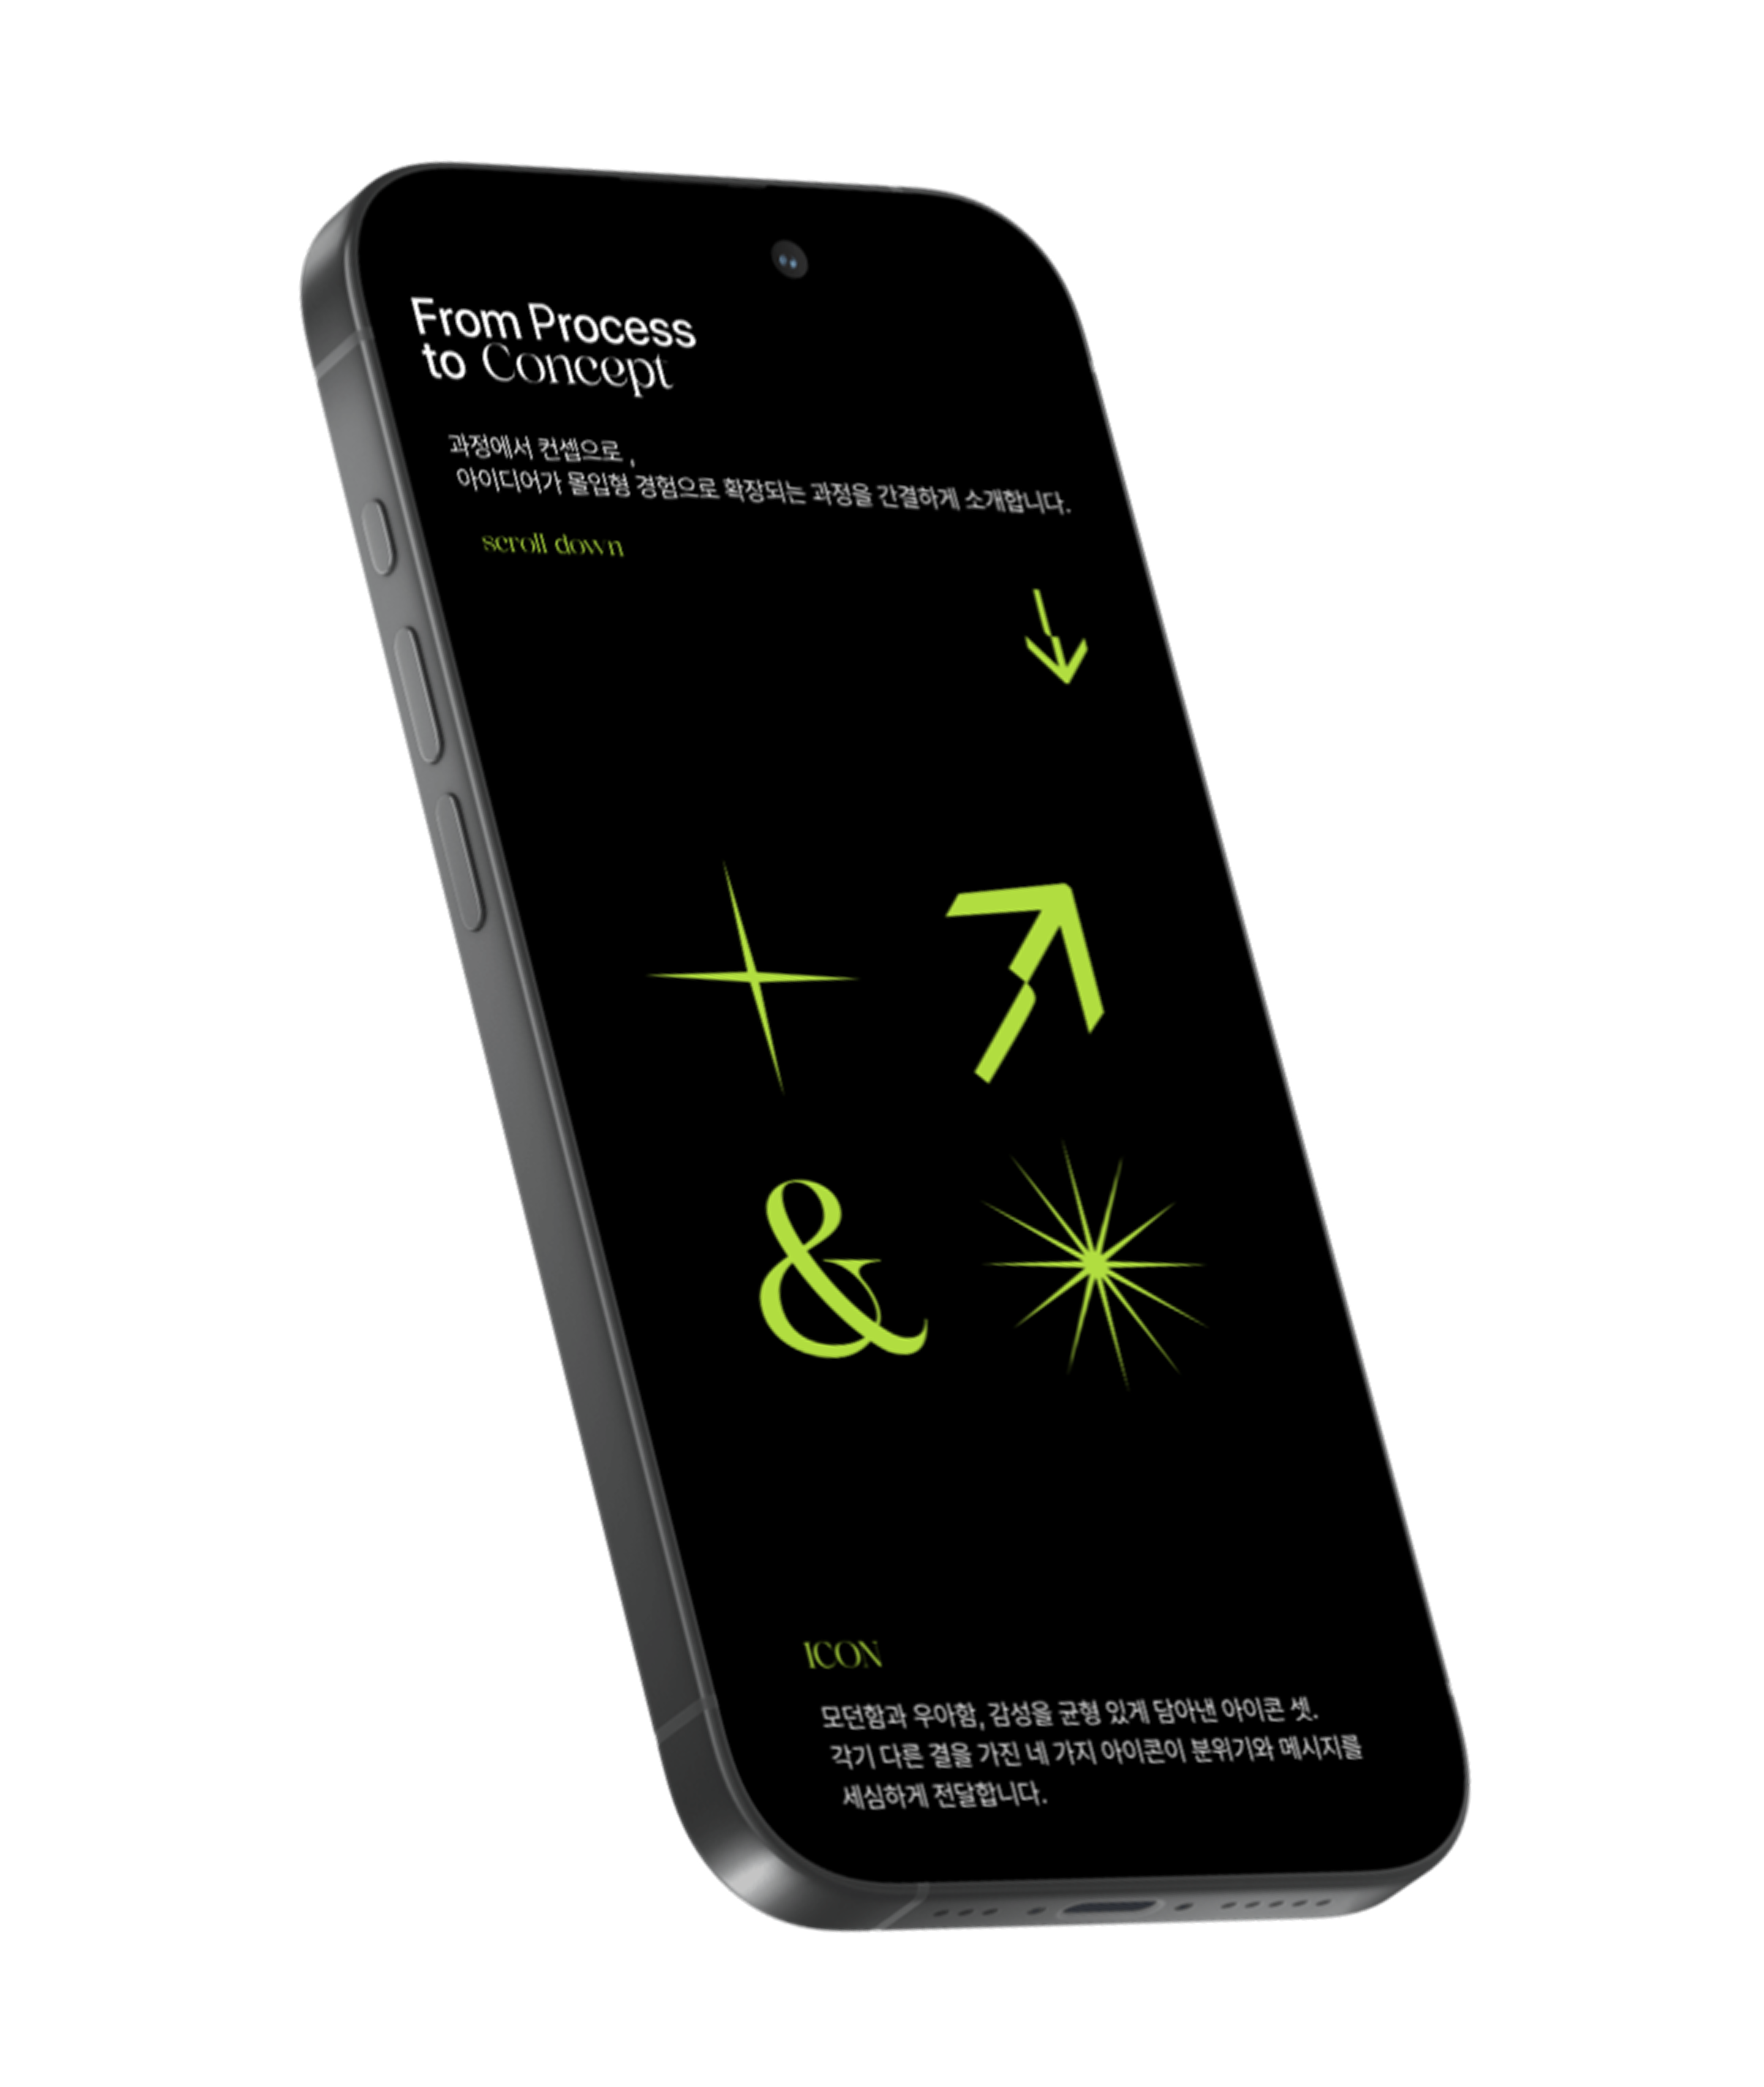 From Process
to Concept
과정에서 컨셉으로 ,
아이디어가 몰입형 경험으로 확장되는 과정을 간결하게 소개합니다.
scroll down
&
ICON
모던함과 우아함, 감성을 균형 있게 담아낸 아이콘 셋.
각기 다른 결을 가진 네 가지 아이콘이 분위기와 메시지를
세심하게 전달합니다.